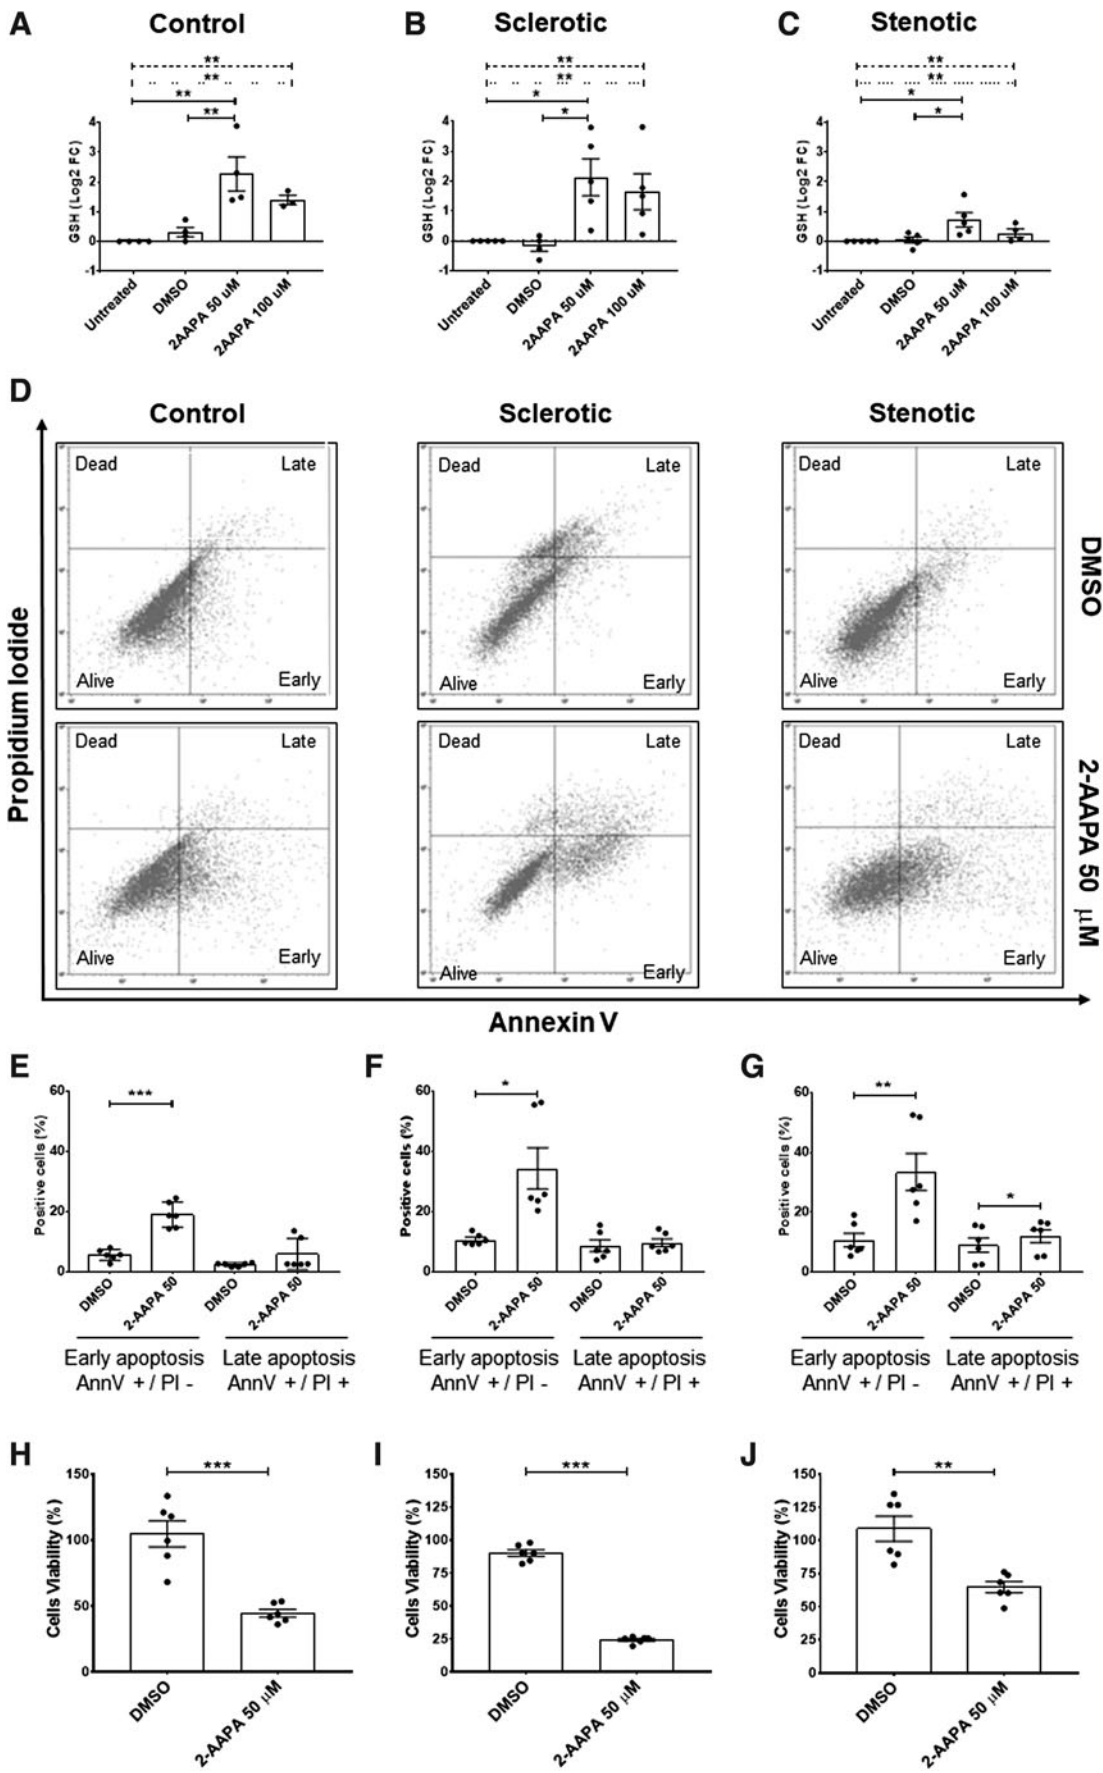 A Control B Sclerotic C Stenotic
** ** **
** ** **
** * *
** * *
4 4 4
3 3 3
2 2 2
1 1 1
0 0 0
-1 -1 -1
GSH (Log2 FC) GSH (Log2 FC) GSH (Log2 FC)
Untreated DMSO 2AAPA 50 uM 2AAPA 100 uM Untreated DMSO 2AAPA 50 uM 2AAPA 100 uM Untreated DMSO 2AAPA 50 uM 2AAPA 100 uM
D
Control Sclerotic Stenotic
Dead Late Dead Late Dead Late
Alive Early Alive Early Alive Early
DMSO
Dead Late Dead Late Dead Late
Alive Early Alive Early Alive Early
2-AAPA 50 µM
Propidium Iodide
Annexin V
E F G
*** * ** *
60 60 60
40 40 40
20 20 20
0 0 0
Positive cells (%) Positive cells (%) Positive cells (%)
DMSO 2-AAPA 50 DMSO 2-AAPA 50 DMSO 2-AAPA 50 DMSO 2-AAPA 50 DMSO 2-AAPA 50 DMSO 2-AAPA 50
Early apoptosis Late apoptosis Early apoptosis Late apoptosis Early apoptosis Late apoptosis
AnnV + / PI - AnnV + / PI + AnnV + / PI - AnnV + / PI + AnnV + / PI - AnnV + / PI +
H I J
*** *** **
150 150 150
125 125
100 100 100
75 75
50 50 50
25 25
0 0 0
Cells Viability (%) Cells Viability (%) Cells Viability (%)
DMSO 2-AAPA 50 µM DMSO 2-AAPA 50 µM DMSO 2-AAPA 50 µM